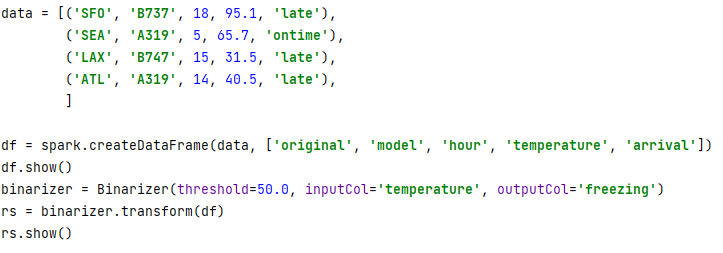 data = [('SFO', 'B737', 18, 95.1, 'late'),
        ('SEA', 'A319', 5, 65.7, 'ontime'),
        ('LAX', 'B747', 15, 31.5, 'late'),
        ('ATL', 'A319', 14, 40.5, 'late'),
        ]

df = spark.createDataFrame(data, ['original', 'model', 'hour', 'temperature', 'arrival'])
df.show()
binarizer = Binarizer(threshold=50.0, inputCol='temperature', outputCol='freezing')
rs = binarizer.transform(df)
rs.show()